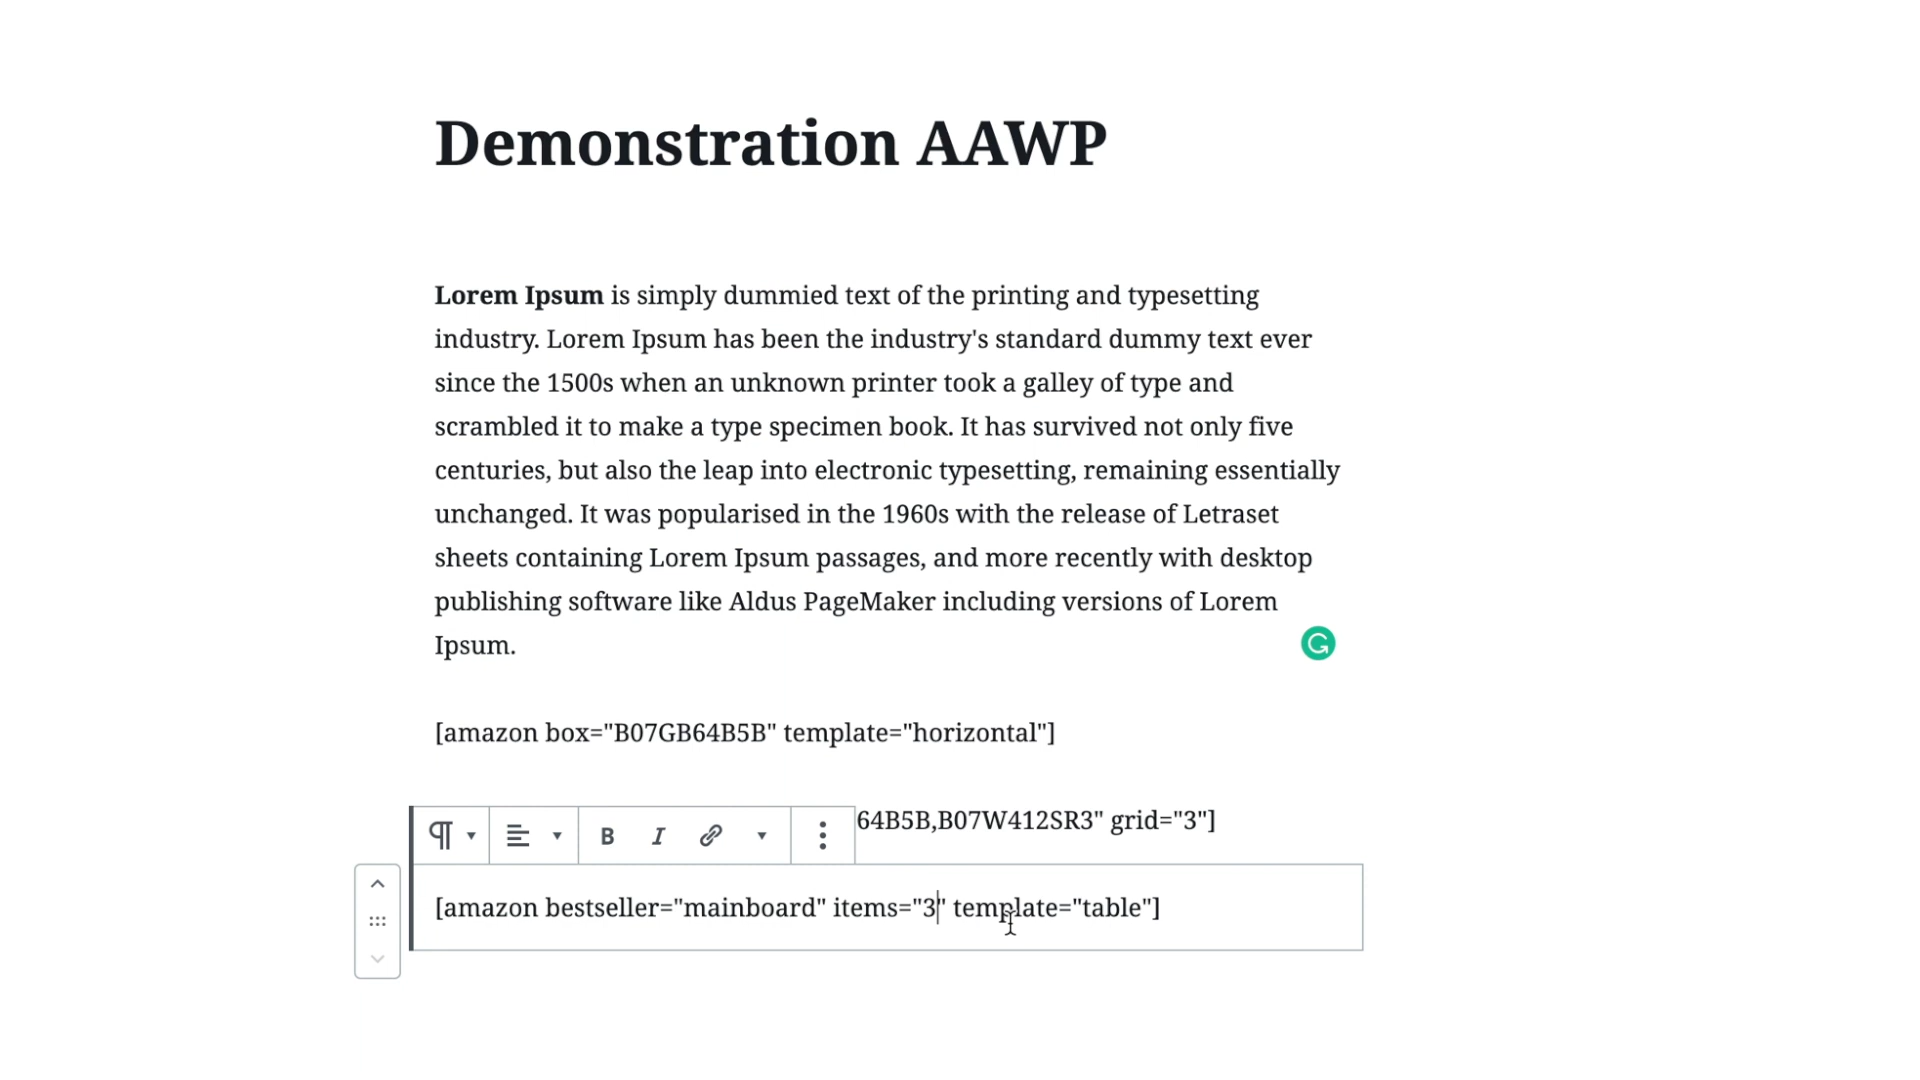 Demonstration AAWP
Lorem Ipsum is simply dummied text of the printing and typesetting
industry. Lorem Ipsum has been the industry's standard dummy text ever
since the 1500s when an unknown printer took a galley of type and
scrambled it to make a type specimen book. It has survived not only five
centuries, but also the leap into electronic typesetting, remaining essentially
unchanged. It was popularised in the 1960s with the release of Letraset
sheets containing Lorem Ipsum passages, and more recently with desktop
publishing software like Aldus PageMaker including versions of Lorem
Ipsum.
[amazon box="B07GB64B5B" template="horizontal"]
64B5B,B07W412SR3" grid="3"]
B I
[amazon bestseller="mainboard" items="3" template="table"]